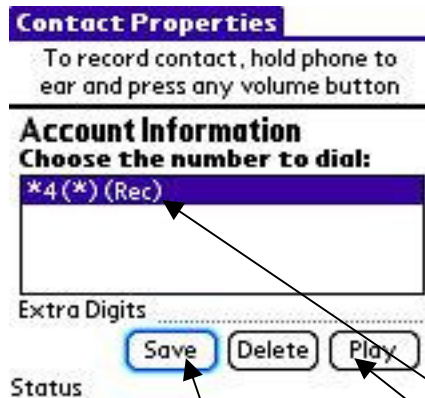 Contact Properties
To record contact, hold phone to
ear and press any volume button
Account Information
Choose the number to dial:
*4 (*) (Rec)
Extra Digits
Save Delete Play
Status